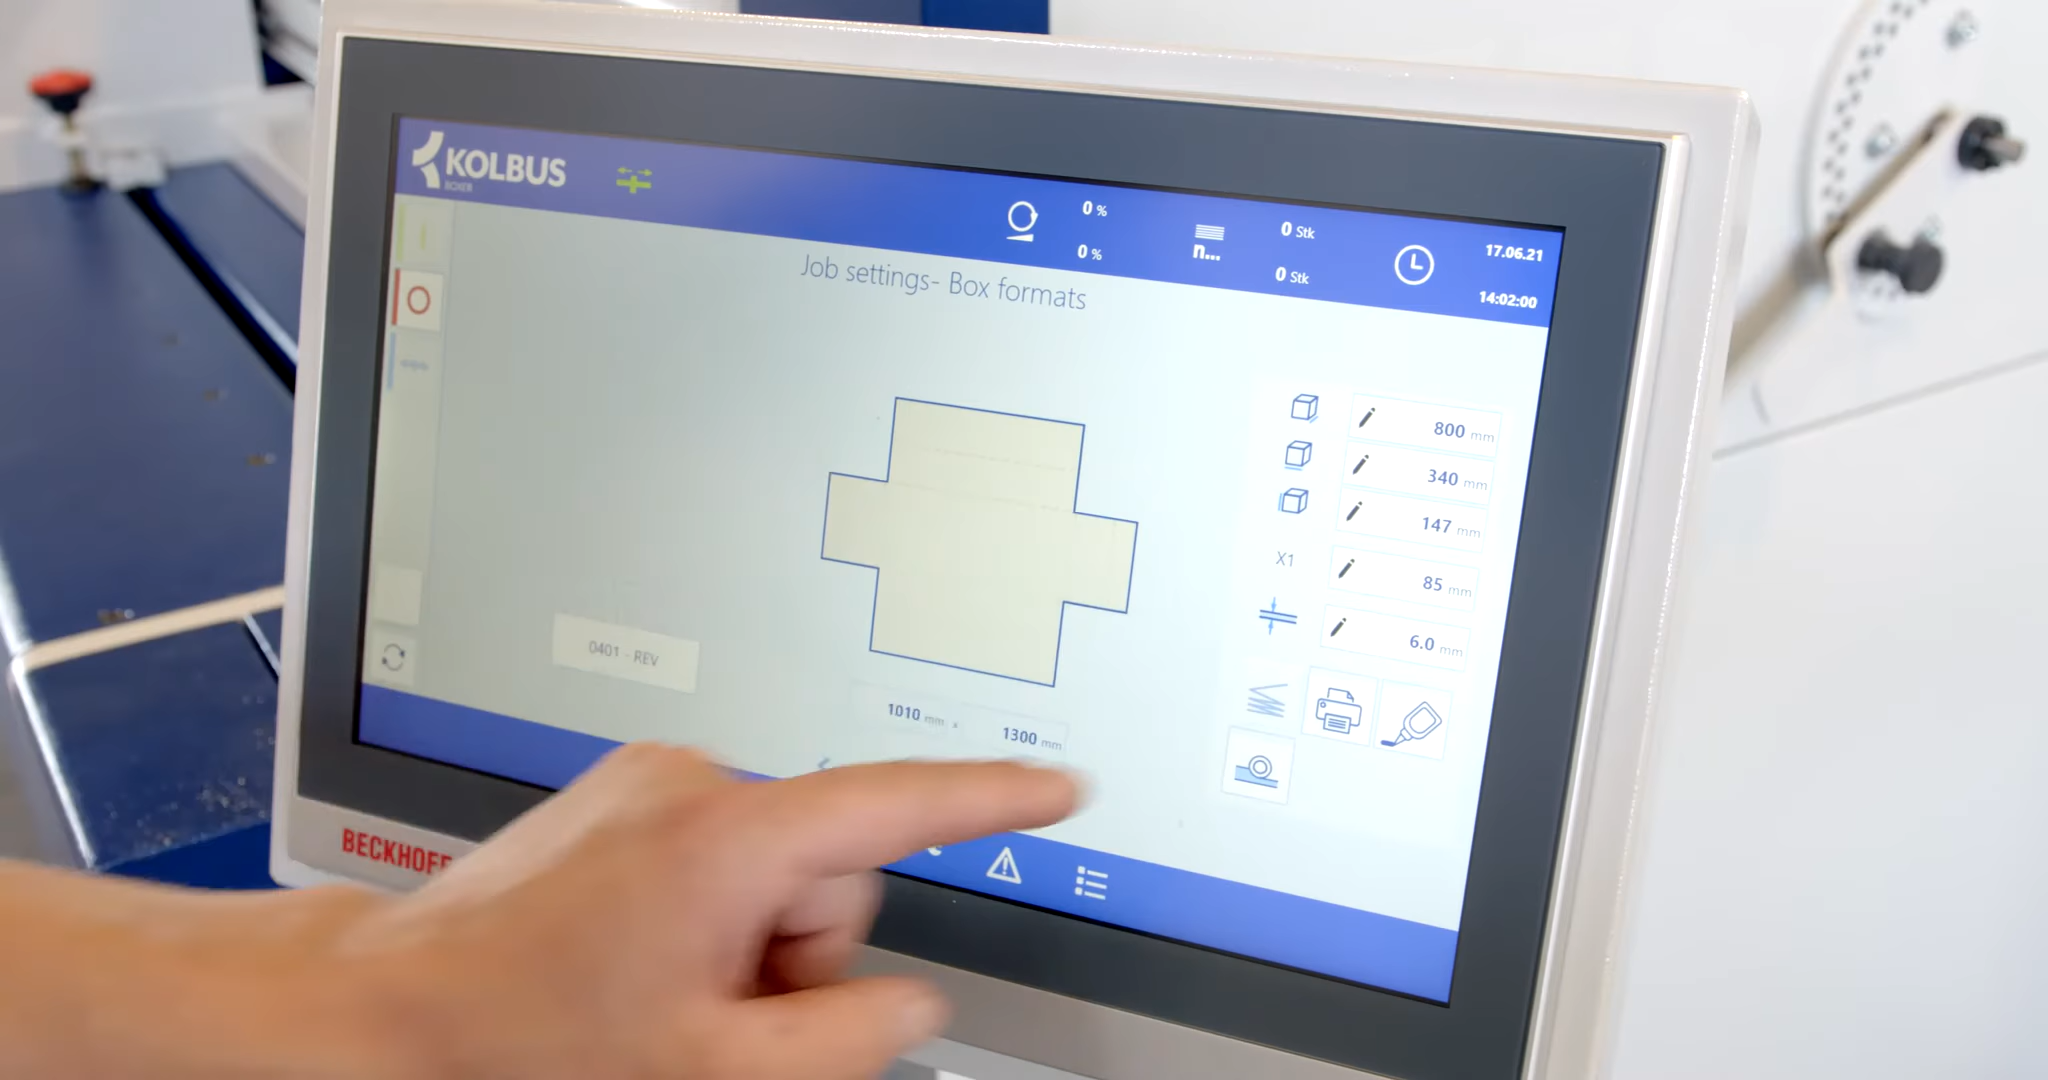 KOLBUS
BOXER
0 %
0 %
n...
0 Stk
0 Stk
17.06.21
14:02:00
Job settings- Box formats
800 mm
340 mm
147 mm
X1
85 mm
6.0 mm
0401 - REV
1010 mm x 1300 mm
BECKHOFF